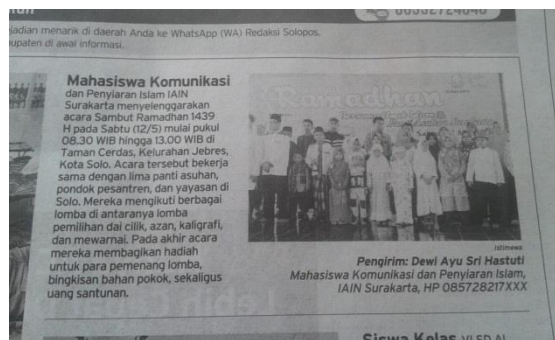 jadian menarik di daerah Anda ke WhatsApp (WA) Redaksi Solopos.
upaten di awal informasi.
Mahasiswa Komunikasi
dan Penyiaran Islam IAIN
Surakarta menyelenggarakan
acara Sambut Ramadhan 1439
H pada Sabtu (12/5) mulai pukul
08.30 WIB hingga 13.00 WIB di
Taman Cerdas, Kelurahan Jebres,
Kota Solo. Acara tersebut bekerja
sama dengan lima panti asuhan,
pondok pesantren, dan yayasan di
Solo. Mereka mengikuti berbagai
lomba di antaranya lomba
pemilihan dai cilik, azan, kaligrafi,
dan mewarnai. Pada akhir acara
mereka membagikan hadiah
untuk para pemenang lomba,
bingkisan bahan pokok, sekaligus
uang santunan.
Ramadhan
Istimewa
Pengirim: Dewi Ayu Sri Hastuti
Mahasiswa Komunikasi dan Penyiaran Islam,
IAIN Surakarta, HP 085728217XXX
Siswa Kelas VI SD Al